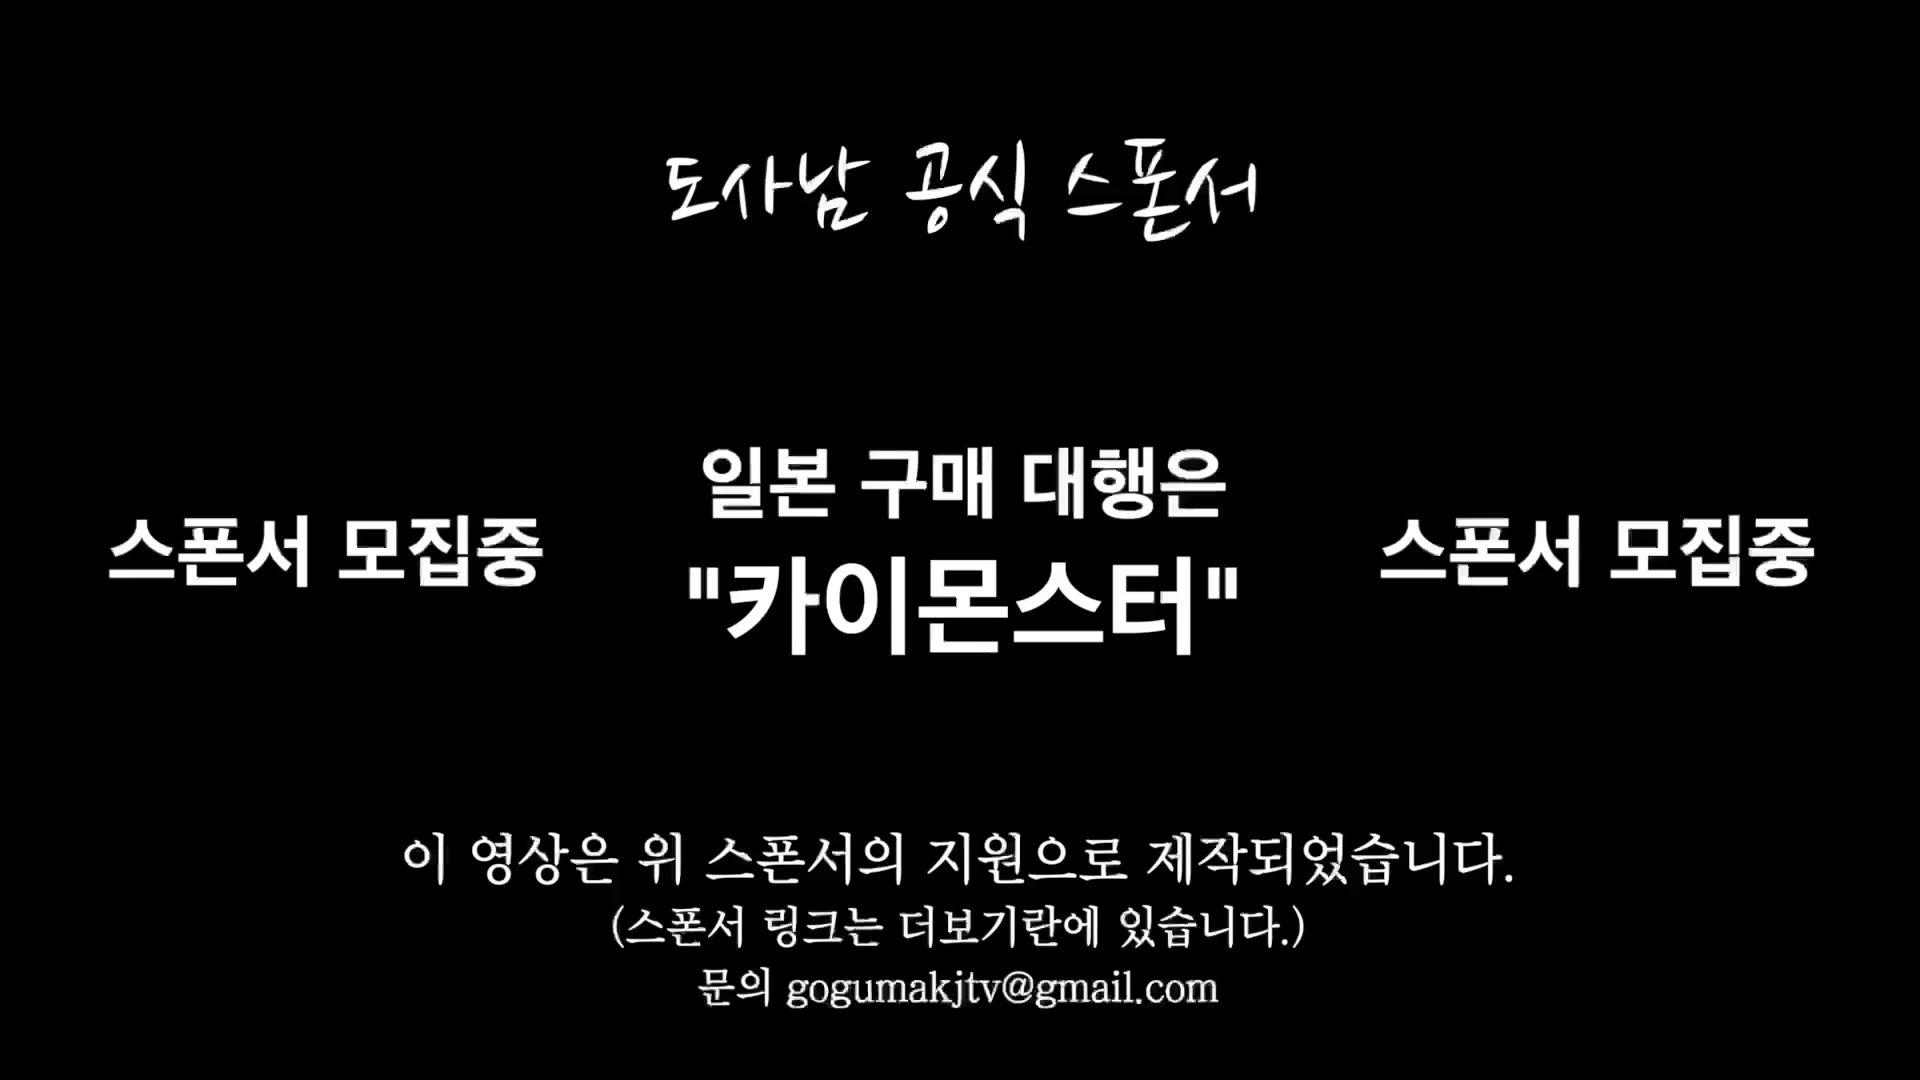 도사남 공식 스폰서
스폰서 모집중
일본 구매 대행은
"카이몬스터"
스폰서 모집중
이 영상은 위 스폰서의 지원으로 제작되었습니다.
(스폰서 링크는 더보기란에 있습니다.)
문의 gogumakjtv@gmail.com